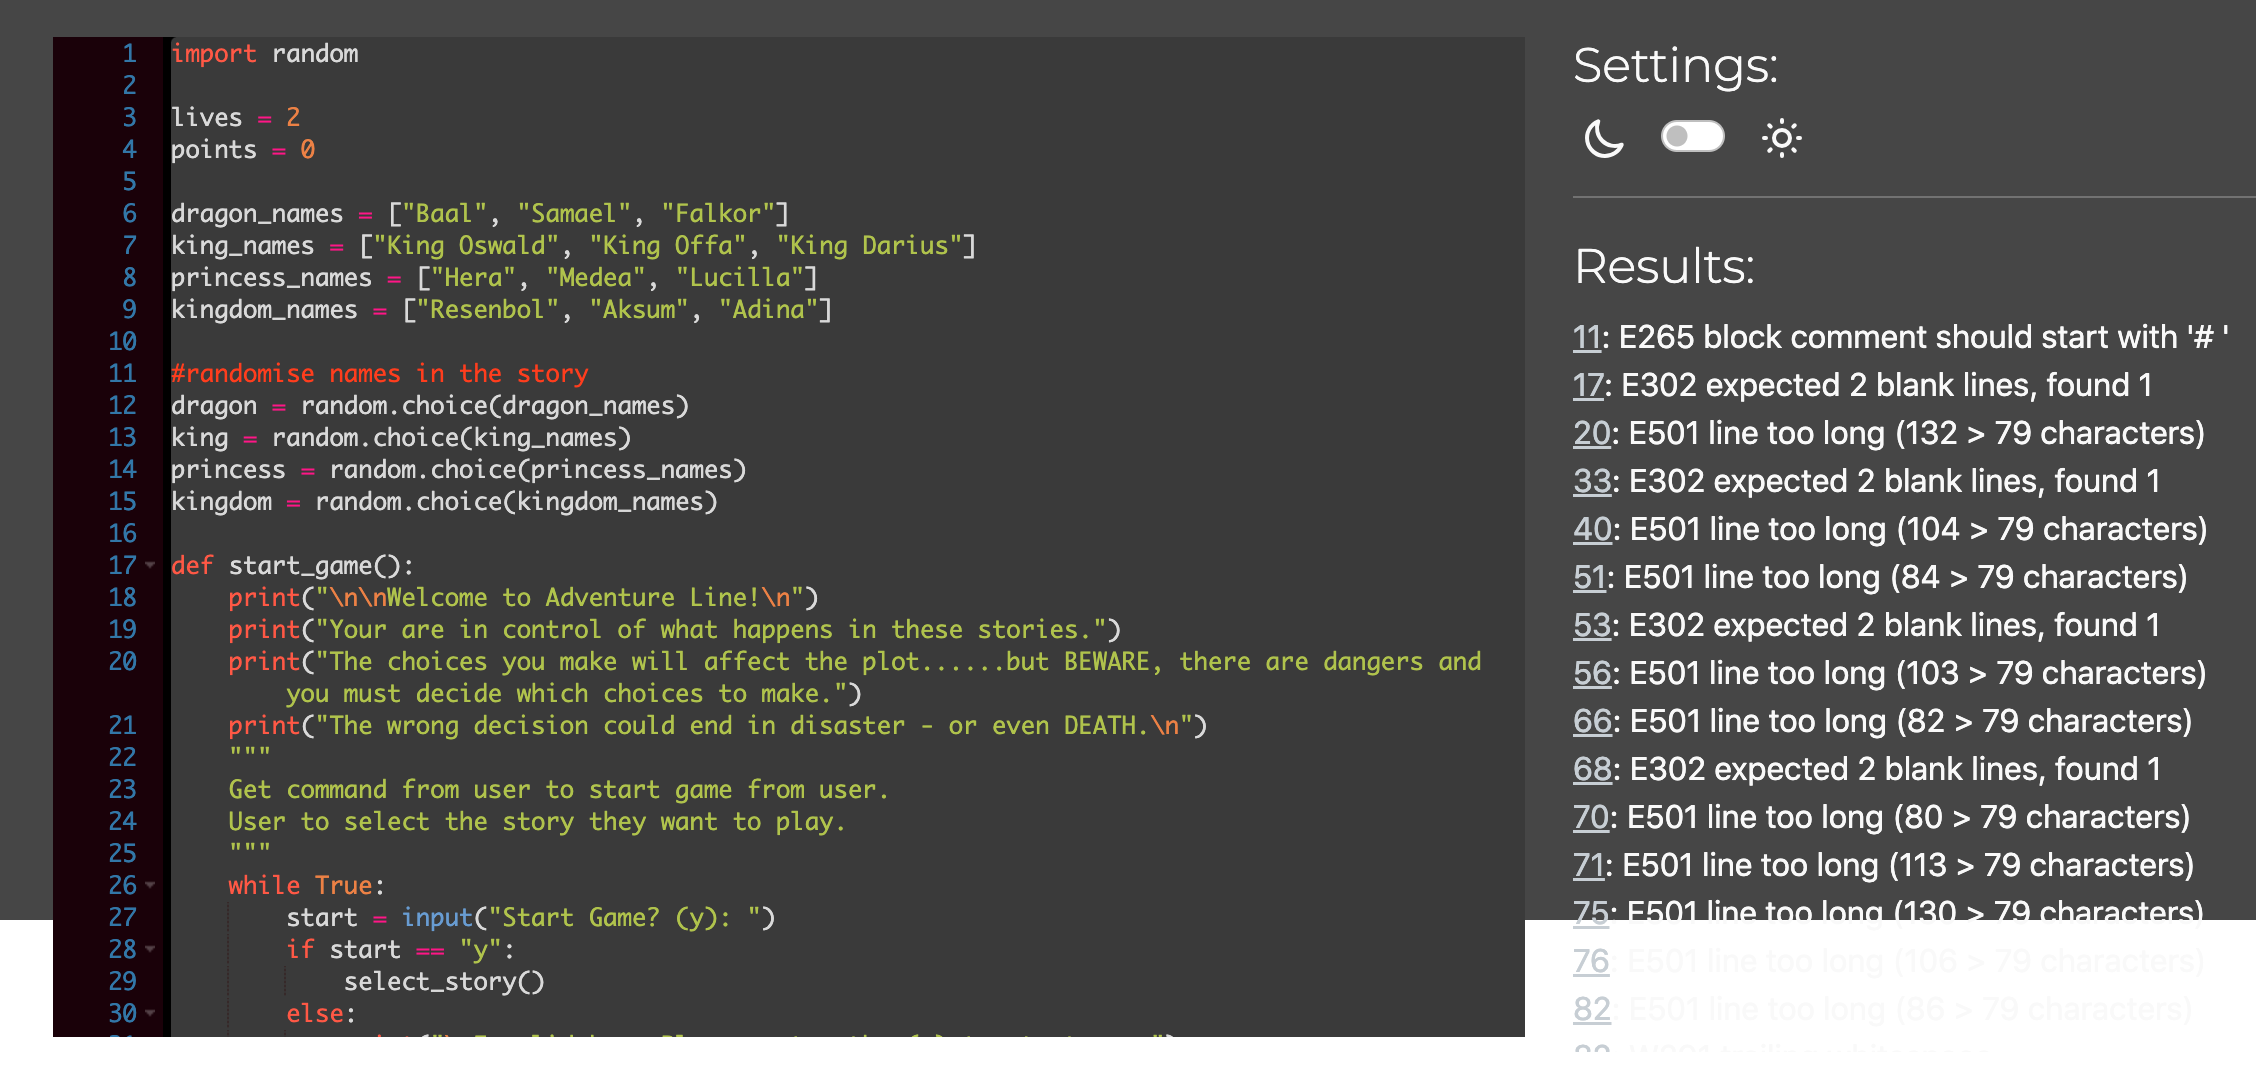 1 import random
2
3 lives = 2
4 points = 0
5
6 dragon_names = ["Baal", "Samael", "Falkor"]
7 king_names = ["King Oswald", "King Offa", "King Darius"]
8 princess_names = ["Hera", "Medea", "Lucilla"]
9 kingdom_names = ["Resenbol", "Aksum", "Adina"]
10
11 #randomise names in the story
12 dragon = random.choice(dragon_names)
13 king = random.choice(king_names)
14 princess = random.choice(princess_names)
15 kingdom = random.choice(kingdom_names)
16
17 def start_game():
18     print("\n\nWelcome to Adventure Line!\n")
19     print("Your are in control of what happens in these stories.")
20     print("The choices you make will affect the plot......but BEWARE, there are dangers and
        you must decide which choices to make.")
21     print("The wrong decision could end in disaster - or even DEATH.\n")
22     """
23     Get command from user to start game from user.
24     User to select the story they want to play.
25     """
26     while True:
27         start = input("Start Game? (y): ")
28         if start == "y":
29             select_story()
30         else:
Settings:
Results:
11: E265 block comment should start with '# '
17: E302 expected 2 blank lines, found 1
20: E501 line too long (132 > 79 characters)
33: E302 expected 2 blank lines, found 1
40: E501 line too long (104 > 79 characters)
51: E501 line too long (84 > 79 characters)
53: E302 expected 2 blank lines, found 1
56: E501 line too long (103 > 79 characters)
66: E501 line too long (82 > 79 characters)
68: E302 expected 2 blank lines, found 1
70: E501 line too long (80 > 79 characters)
71: E501 line too long (113 > 79 characters)
75: E501 line too long (130 > 79 characters)
76: E501 line too long (106 > 79 characters)
82: E501 line too long (86 > 79 characters)